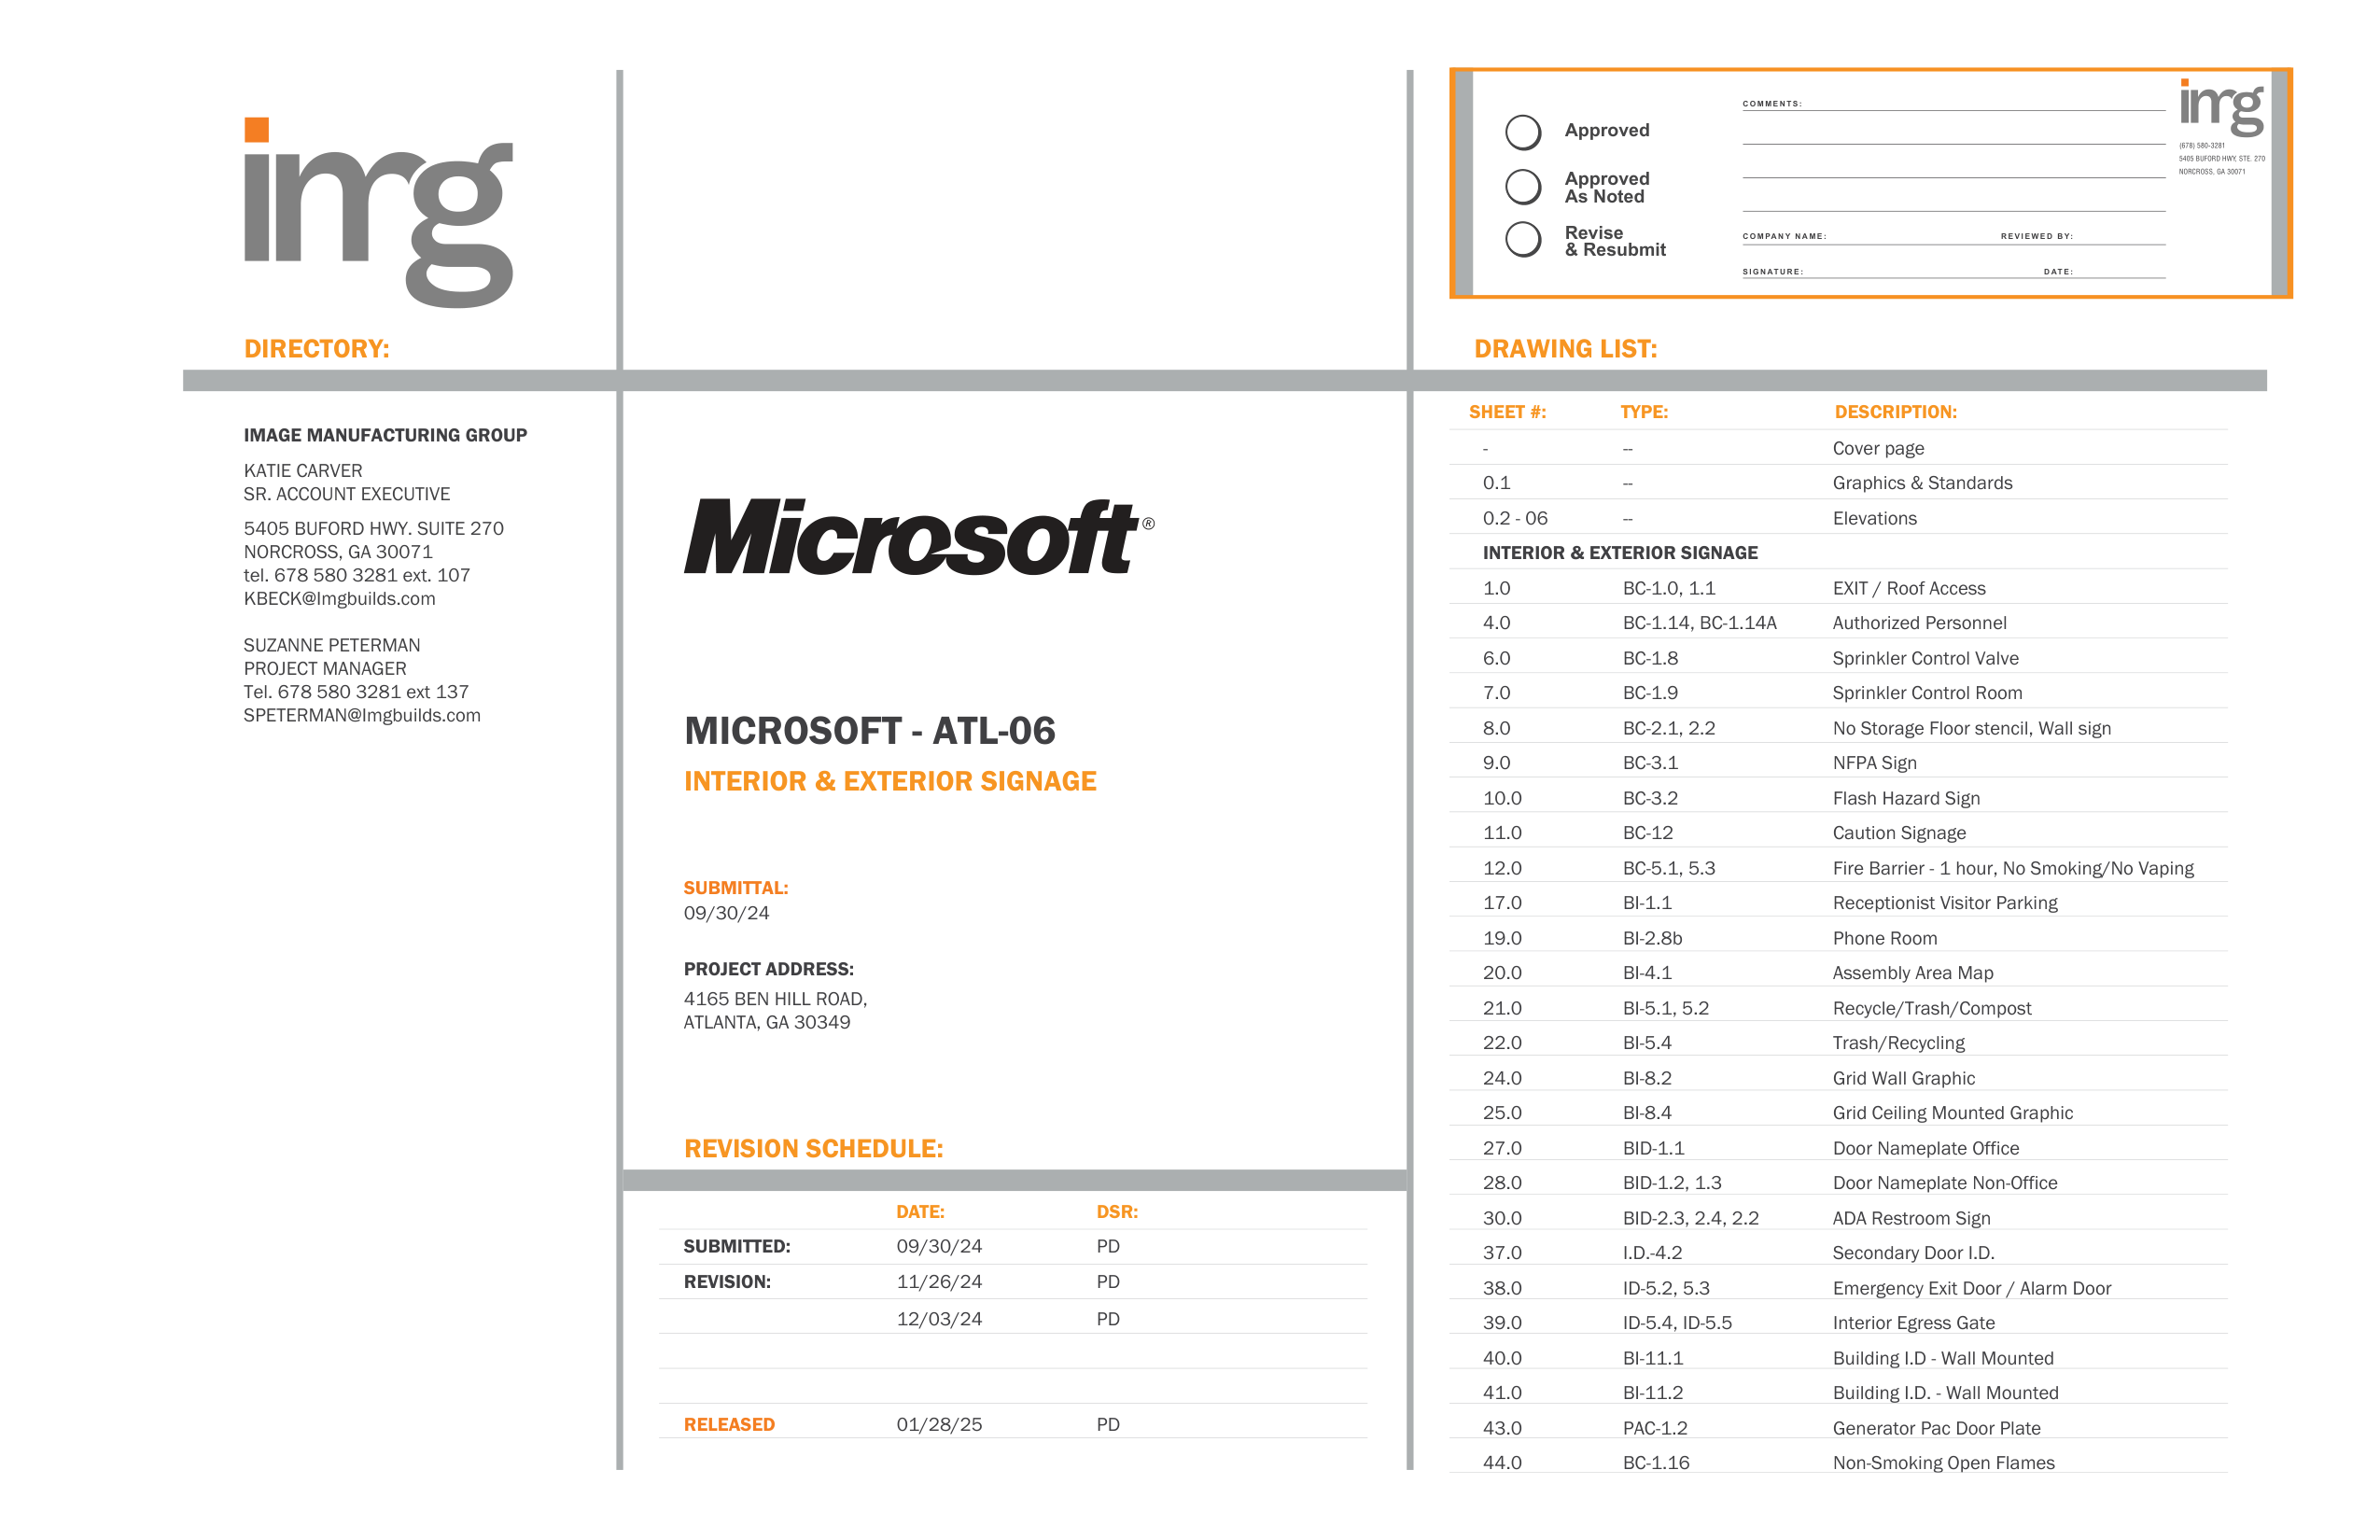 img
DIRECTORY:
IMAGE MANUFACTURING GROUP
KATIE CARVER
SR. ACCOUNT EXECUTIVE
5405 BUFORD HWY. SUITE 270
NORCROSS, GA 30071
tel. 678 580 3281 ext. 107
KBECK@Imgbuilds.com
SUZANNE PETERMAN
PROJECT MANAGER
Tel. 678 580 3281 ext 137
SPETERMAN@Imgbuilds.com
Microsoft®
MICROSOFT - ATL-06
INTERIOR & EXTERIOR SIGNAGE
SUBMITTAL:
09/30/24
PROJECT ADDRESS:
4165 BEN HILL ROAD,
ATLANTA, GA 30349
REVISION SCHEDULE:
DATE: DSR:
SUBMITTED: 09/30/24 PD
REVISION: 11/26/24 PD
12/03/24 PD
RELEASED 01/28/25 PD
Approved
Approved
As Noted
Revise
& Resubmit
COMMENTS:
COMPANY NAME: REVIEWED BY:
SIGNATURE: DATE:
img
(678) 580-3281
5405 BUFORD HWY, STE. 270
NORCROSS, GA 30071
DRAWING LIST:
SHEET #: TYPE: DESCRIPTION:
- -- Cover page
0.1 -- Graphics & Standards
0.2 - 06 -- Elevations
INTERIOR & EXTERIOR SIGNAGE
1.0 BC-1.0, 1.1 EXIT / Roof Access
4.0 BC-1.14, BC-1.14A Authorized Personnel
6.0 BC-1.8 Sprinkler Control Valve
7.0 BC-1.9 Sprinkler Control Room
8.0 BC-2.1, 2.2 No Storage Floor stencil, Wall sign
9.0 BC-3.1 NFPA Sign
10.0 BC-3.2 Flash Hazard Sign
11.0 BC-12 Caution Signage
12.0 BC-5.1, 5.3 Fire Barrier - 1 hour, No Smoking/No Vaping
17.0 BI-1.1 Receptionist Visitor Parking
19.0 BI-2.8b Phone Room
20.0 BI-4.1 Assembly Area Map
21.0 BI-5.1, 5.2 Recycle/Trash/Compost
22.0 BI-5.4 Trash/Recycling
24.0 BI-8.2 Grid Wall Graphic
25.0 BI-8.4 Grid Ceiling Mounted Graphic
27.0 BID-1.1 Door Nameplate Office
28.0 BID-1.2, 1.3 Door Nameplate Non-Office
30.0 BID-2.3, 2.4, 2.2 ADA Restroom Sign
37.0 I.D.-4.2 Secondary Door I.D.
38.0 ID-5.2, 5.3 Emergency Exit Door / Alarm Door
39.0 ID-5.4, ID-5.5 Interior Egress Gate
40.0 BI-11.1 Building I.D - Wall Mounted
41.0 BI-11.2 Building I.D. - Wall Mounted
43.0 PAC-1.2 Generator Pac Door Plate
44.0 BC-1.16 Non-Smoking Open Flames